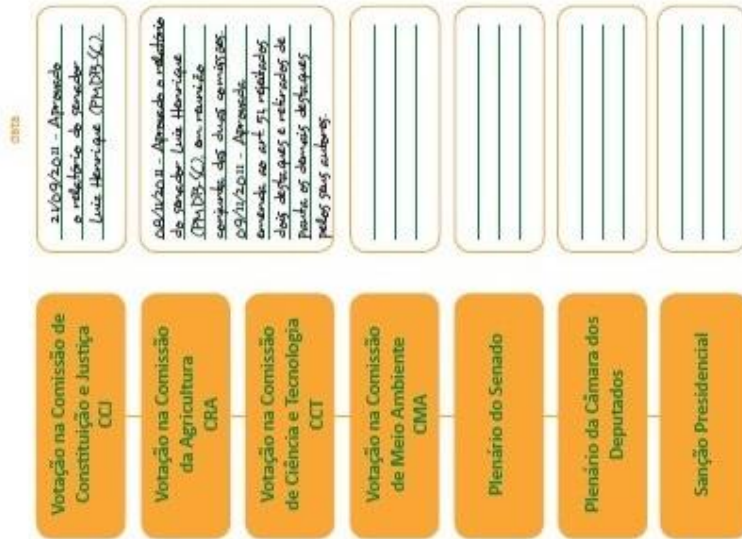 DATA
Votação na Comissão de
Constituição e Justiça
CCJ
21/09/2011 - Aprovado
o relatório do senador
Luiz Henrique (PMDB-SC).
Votação na Comissão
da Agricultura
CRA
Votação na Comissão
de Ciência e Tecnologia
CCT
08/11/2011 - Aprovado o relatório
do senador Luiz Henrique
(PMDB-SC) em reunião
conjunta das duas comissões.
09/11/2011 - Aprovada
emenda ao art 51, rejeitados
dois destaques e retirados de
pauta os demais destaques
pelos seus autores.
Votação na Comissão
de Meio Ambiente
CMA
Plenário do Senado
Plenário da Câmara dos
Deputados
Sanção Presidencial